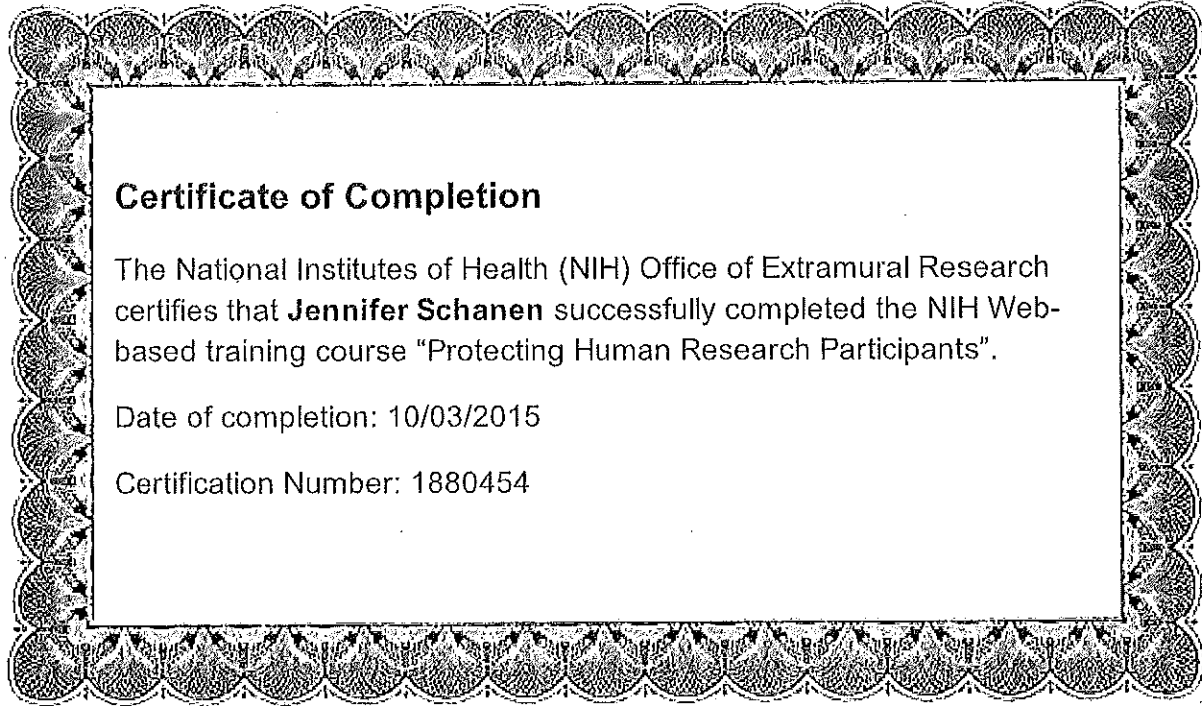 Certificate of Completion
The National Institutes of Health (NIH) Office of Extramural Research
certifies that Jennifer Schanen successfully completed the NIH Web-
based training course “Protecting Human Research Participants”.
Date of completion: 10/03/2015
Certification Number: 1880454